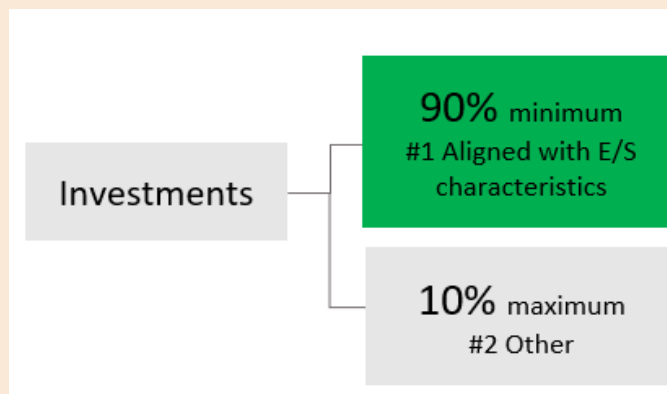 90% minimum
#1 Aligned with E/S
characteristics
Investments
10% maximum
#2 Other